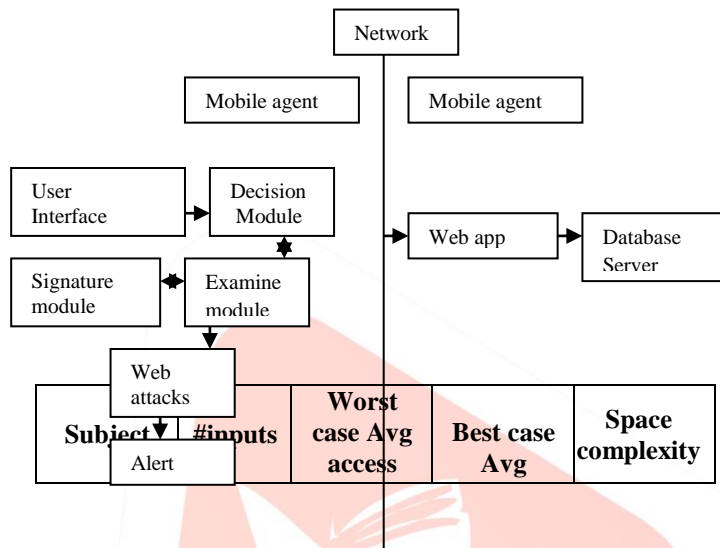 Network
Mobile agent
Mobile agent
User
Interface
Decision
Module
Web app
Database
Server
Signature
module
Examine
module
Web
attacks
Alert
Subject
#inputs
Worst
case Avg
access
Best case
Avg
Space
complexity